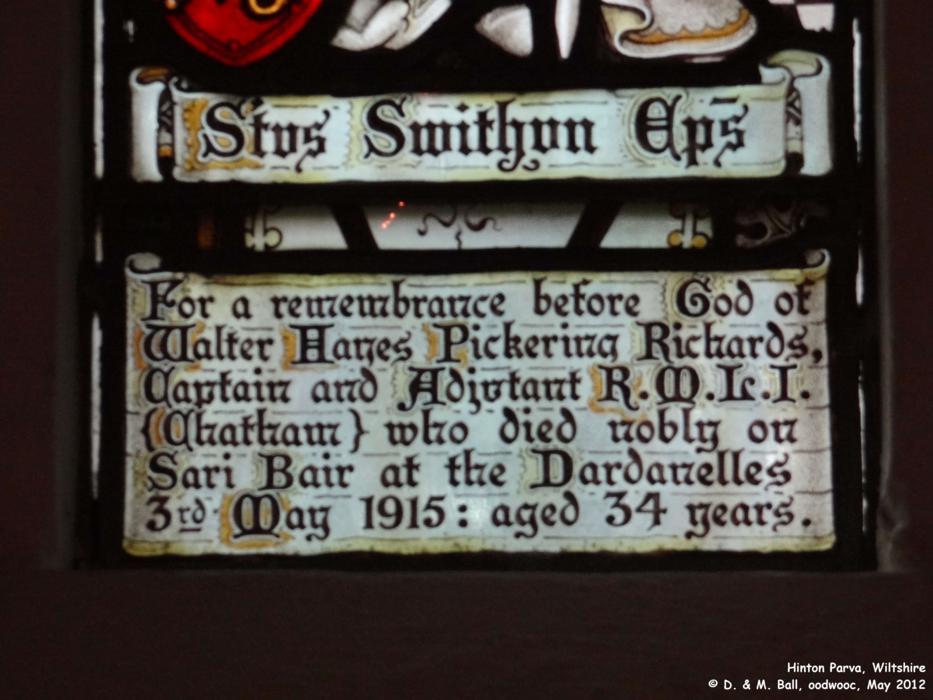 Stvs Swithvn Eps̄
For a remembrance before God of
Walter Hayes Pickering Richards,
Captain and Adjvtant R.M.L.I.
{Chatham} who died nobly on
Sari Bair at the Dardanelles
3rd May 1915: aged 34 years.
Hinton Parva, Wiltshire
© D. & M. Ball, oodwooc, May 2012